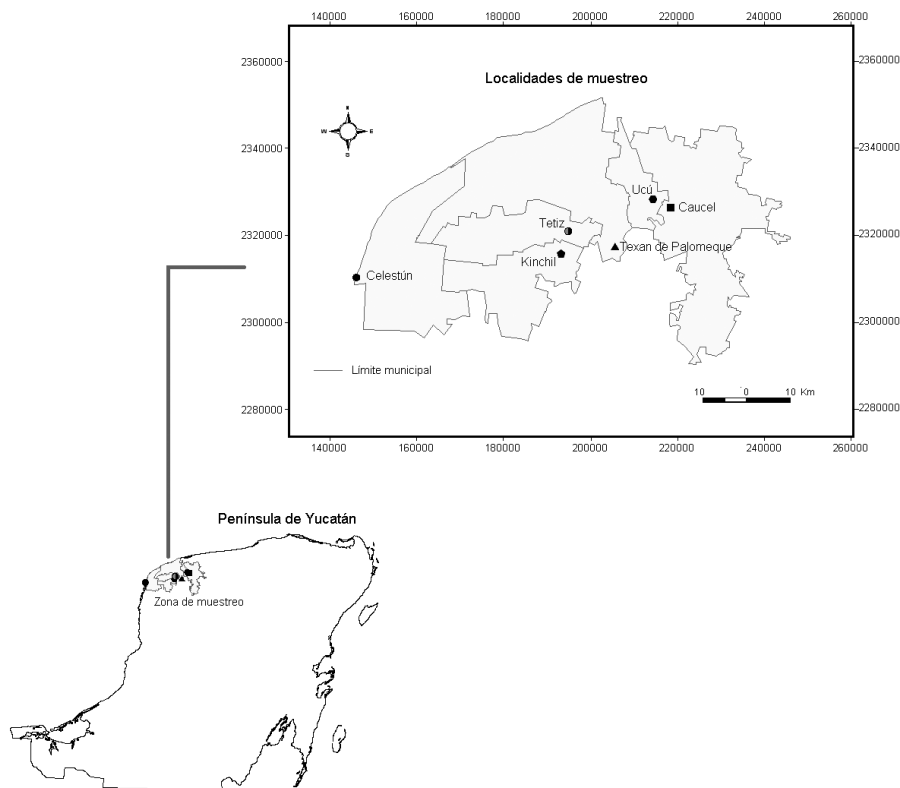 140000 160000 180000 200000 220000 240000 260000
2360000 2360000
Localidades de muestreo
W E
2340000 2340000
Ucú
Caucel
Tetiz
2320000 2320000
Texan de Palomeque
Kinchil
Celestún
2300000 2300000
Límite municipal
10 0 10 Km
2280000 2280000
140000 160000 180000 200000 220000 240000 260000
Península de Yucatán
Zona de muestreo